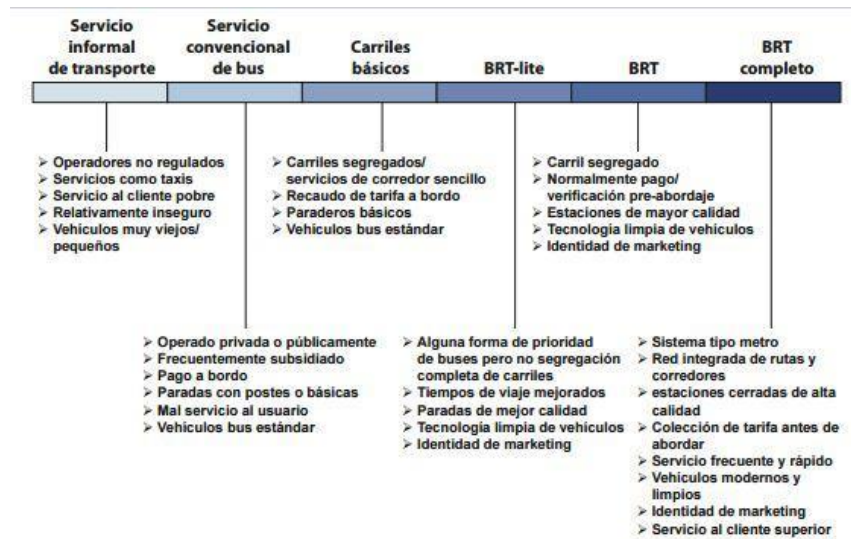 Servicio
informal
de transporte
Servicio
convencional
de bus
Carriles
básicos
BRT-lite
BRT
BRT
completo
➢ Operadores no regulados
➢ Servicios como taxis
➢ Servicio al cliente pobre
➢ Relativamente inseguro
➢ Vehículos muy viejos/
pequeños
➢ Carriles segregados/
servicios de corredor sencillo
➢ Recaudo de tarifa a bordo
➢ Paraderos básicos
➢ Vehículos bus estándar
➢ Carril segregado
➢ Normalmente pago/
verificación pre-abordaje
➢ Estaciones de mayor calidad
➢ Tecnología limpia de vehículos
➢ Identidad de marketing
➢ Operado privada o públicamente
➢ Frecuentemente subsidiado
➢ Pago a bordo
➢ Paradas con postes o básicas
➢ Mal servicio al usuario
➢ Vehículos bus estándar
➢ Alguna forma de prioridad
de buses pero no segregación
completa de carriles
➢ Tiempos de viaje mejorados
➢ Paradas de mejor calidad
➢ Tecnología limpia de vehículos
➢ Identidad de marketing
➢ Sistema tipo metro
➢ Red integrada de rutas y
corredores
➢ estaciones cerradas de alta
calidad
➢ Colección de tarifa antes de
abordar
➢ Servicio frecuente y rápido
➢ Vehículos modernos y
limpios
➢ Identidad de marketing
➢ Servicio al cliente superior